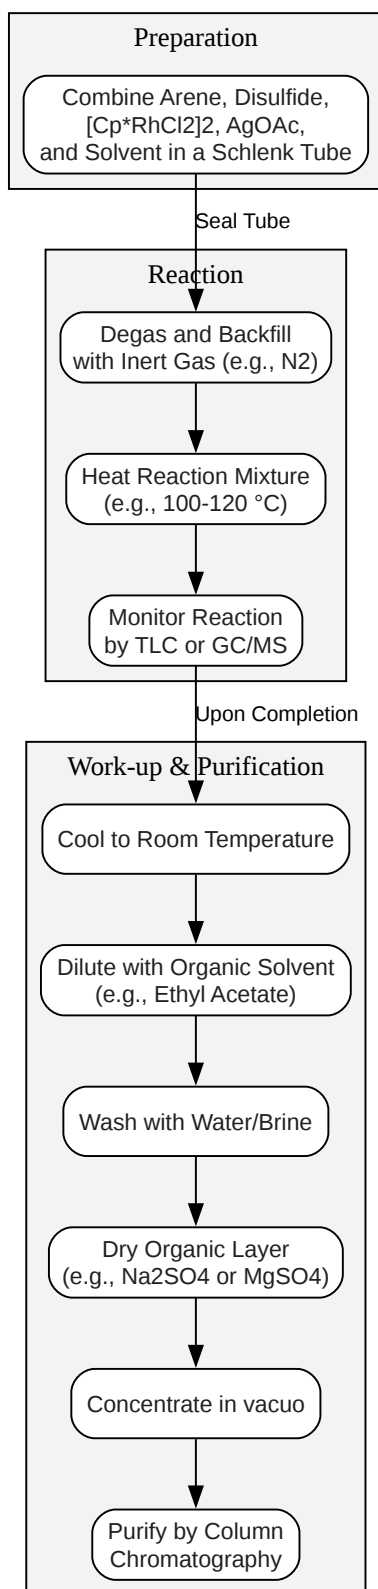 Preparation
Combine Arene, Disulfide,
[Cp*RhCl2]2, AgOAc,
and Solvent in a Schlenk Tube
Seal Tube
Reaction
Degas and Backfill
with Inert Gas (e.g., N2)
Heat Reaction Mixture
(e.g., 100-120 °C)
Monitor Reaction
by TLC or GC/MS
Upon Completion
Work-up & Purification
Cool to Room Temperature
Dilute with Organic Solvent
(e.g., Ethyl Acetate)
Wash with Water/Brine
Dry Organic Layer
(e.g., Na2SO4 or MgSO4)
Concentrate in vacuo
Purify by Column
Chromatography